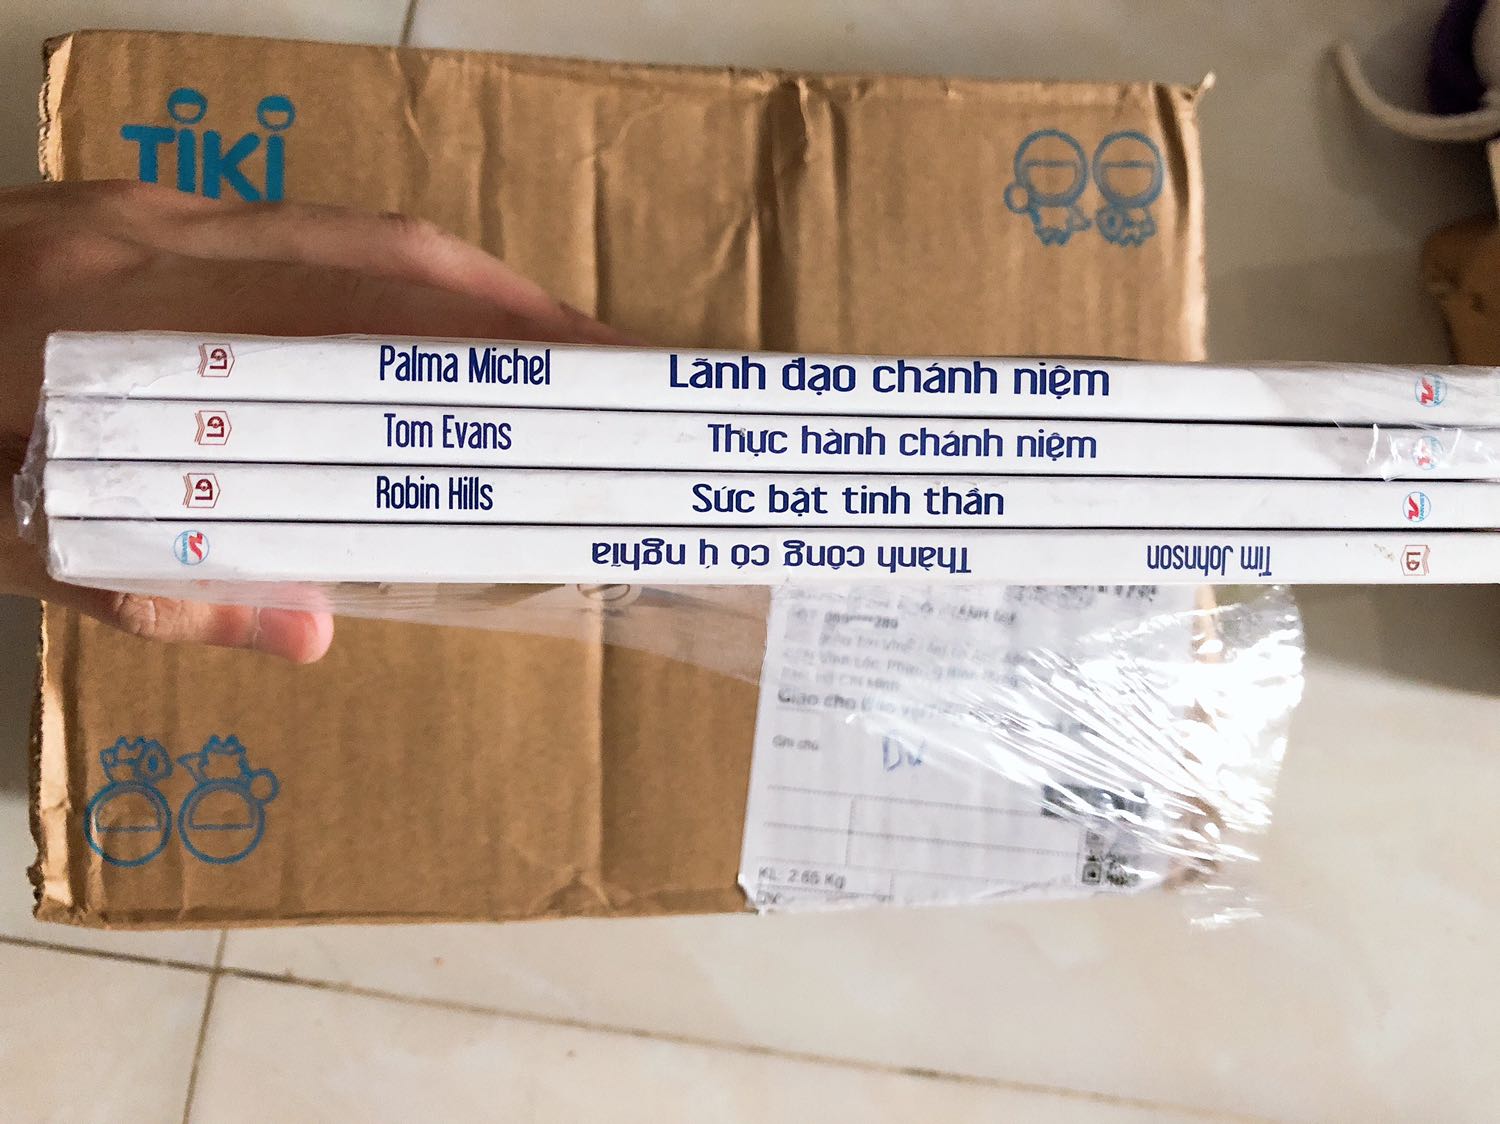 TiKi
Palma Michel Lãnh đạo chánh niệm
Tom Evans Thực hành chánh niệm
Robin Hills Sức bật tinh thần
Thành công có ý nghĩa Tim Johnson
Giao cho
Ghi chú
KL: 2.65 Kg